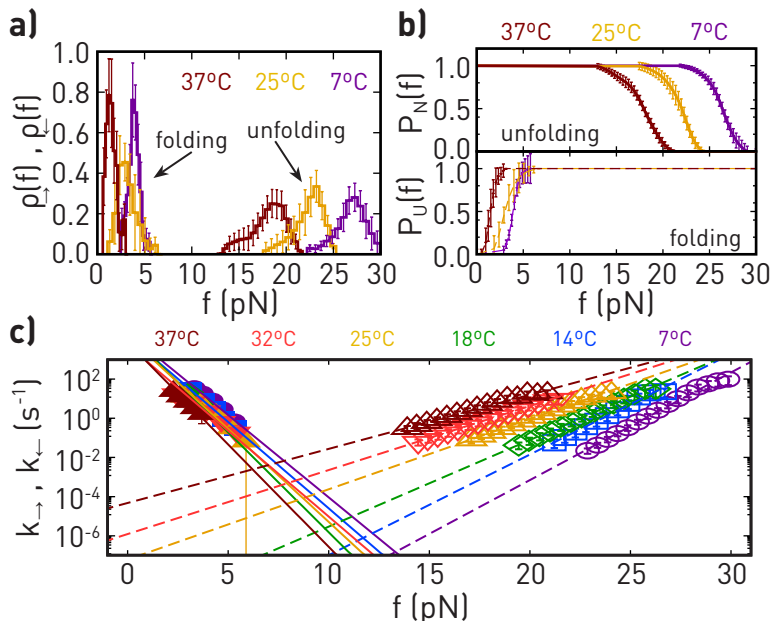 a)
37ºC 25ºC 7ºC
folding
unfolding
ρ→(f) , ρ←(f)
1.0
0.8
0.6
0.4
0.2
0.0
0 5 10 15 20 25 30
f (pN)
b)
37ºC 25ºC 7ºC
P_N(f)
1.0
0.5
0.0
unfolding
P_U(f)
1.0
0.5
0.0
folding
0 5 10 15 20 25 30
f (pN)
c)
37ºC 32ºC 25ºC 18ºC 14ºC 7ºC
k→ , k← (s⁻¹)
10²
10⁰
10⁻²
10⁻⁴
10⁻⁶
0 5 10 15 20 25 30
f (pN)